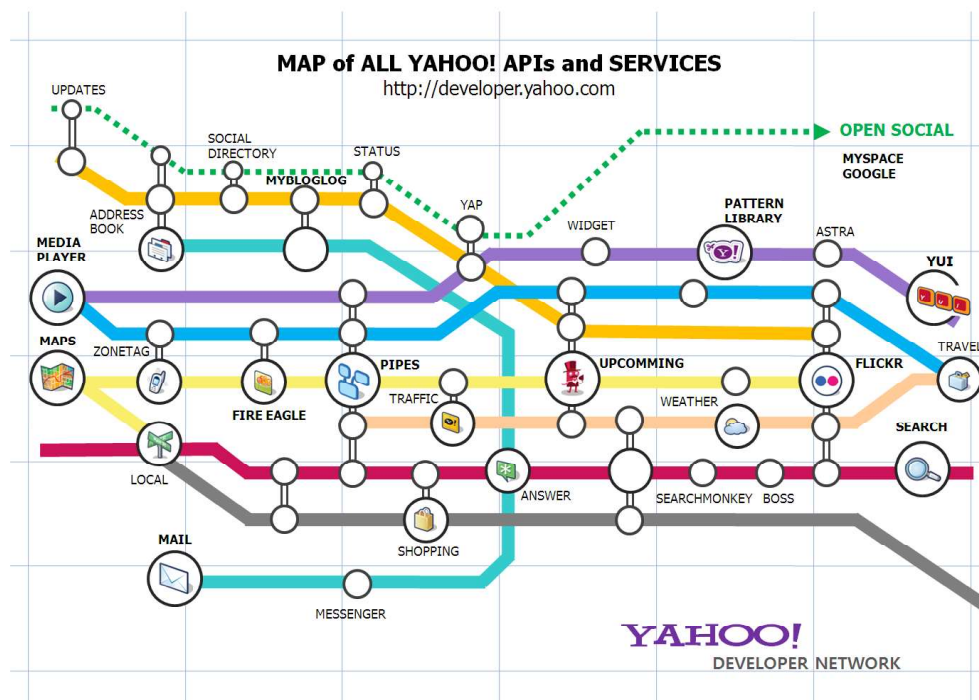 MAP of ALL YAHOO! APIs and SERVICES
http://developer.yahoo.com
UPDATES
SOCIAL
DIRECTORY
STATUS
OPEN SOCIAL
MYSPACE
GOOGLE
MYBLOGLOG
ADDRESS
BOOK
YAP
WIDGET
PATTERN
LIBRARY
Y!
ASTRA
MEDIA
PLAYER
YUI
Y U I
MAPS
ZONETAG
FIRE EAGLE
PIPES
TRAFFIC
UPCOMMING
WEATHER
FLICKR
TRAVEL
SEARCH
LOCAL
ANSWER
SEARCHMONKEY
BOSS
SHOPPING
MAIL
MESSENGER
YAHOO!
DEVELOPER NETWORK